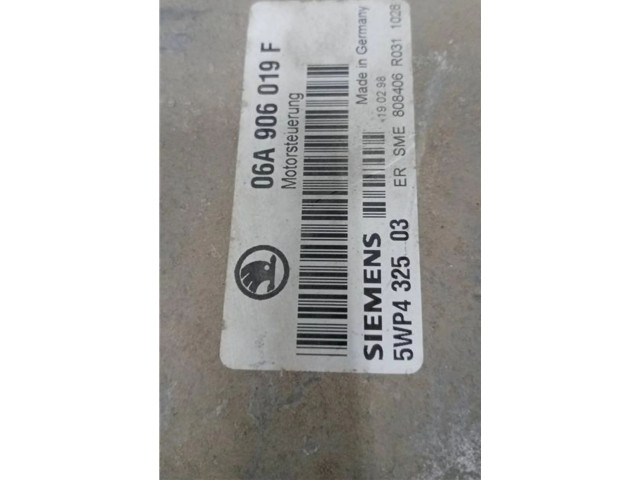 06A 906 019 F
Motorsteuerung
Made in Germany
*19.02.98
SIEMENS
5WP4 325 03
ER SME 808406 R031 1028